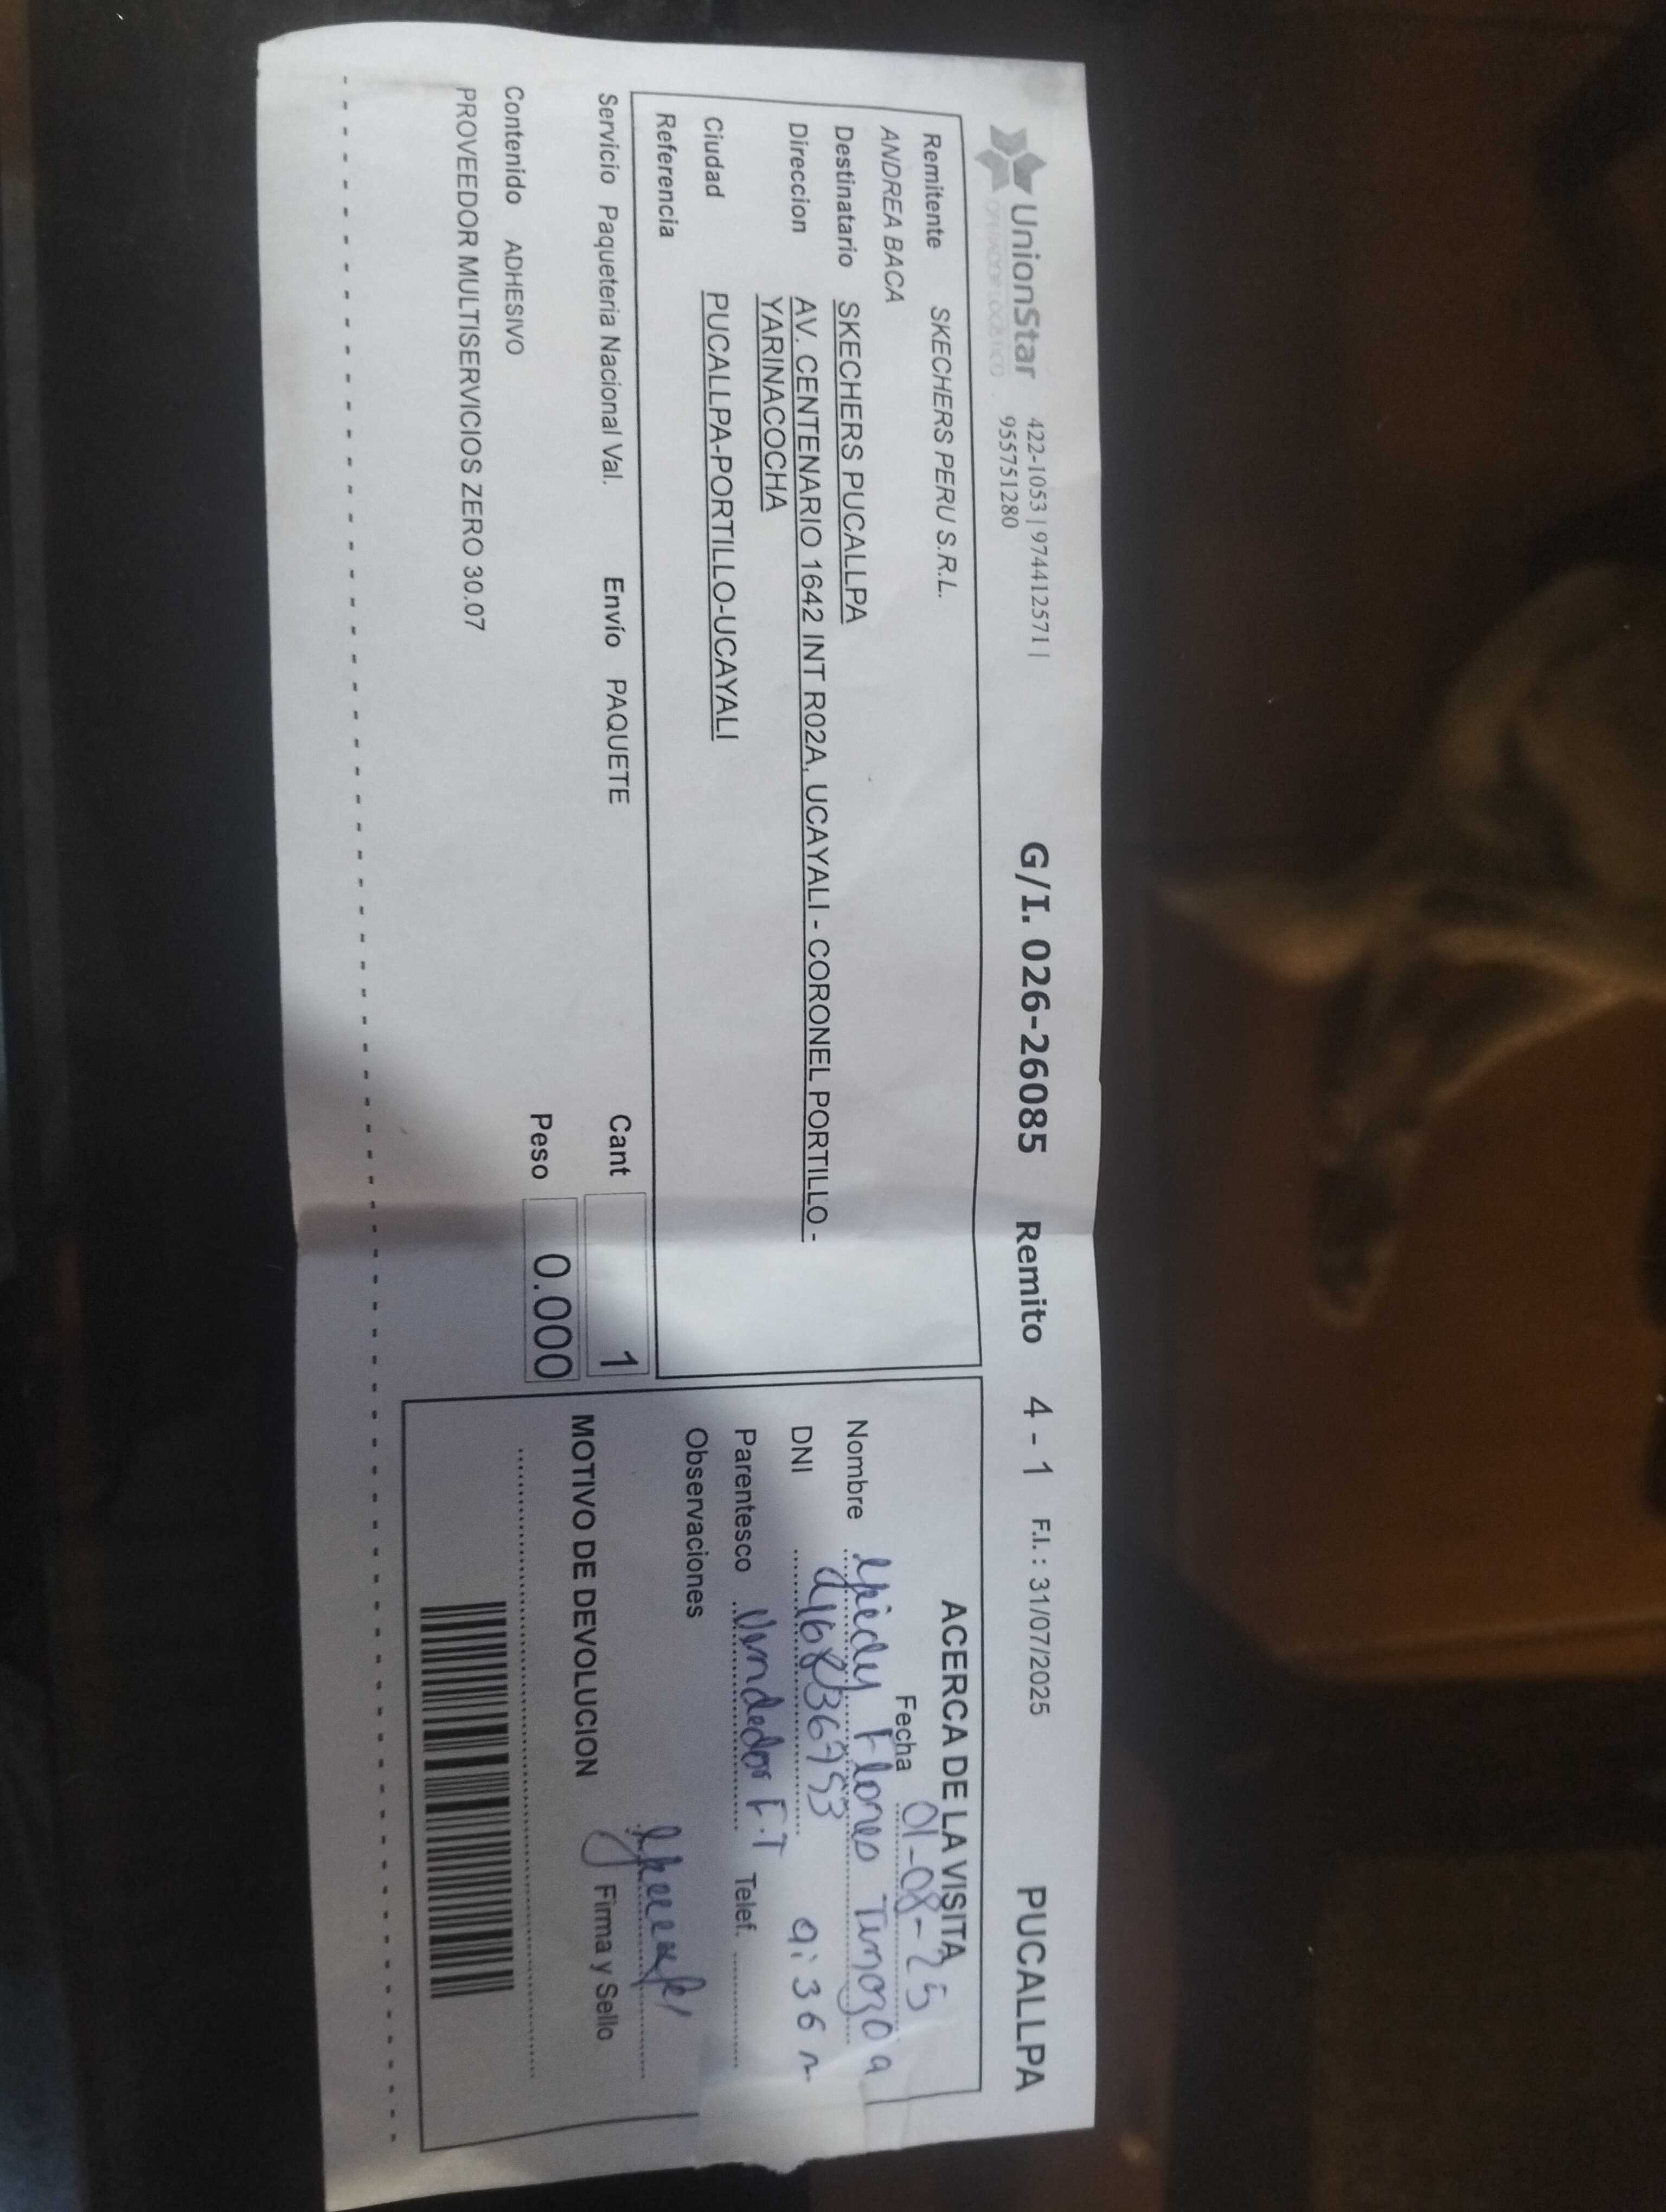 UnionStar
OPERADOR LOGISTICO
422-1053 | 974412571 |
955751280
G/I. 026-26085 Remito 4 - 1 F.I. : 31/07/2025 PUCALLPA
Remitente SKECHERS PERU S.R.L.
ANDREA BACA
Destinatario SKECHERS PUCALLPA
Direccion AV. CENTENARIO 1642 INT R02A, UCAYALI - CORONEL PORTILLO -
YARINACOCHA
Ciudad PUCALLPA-PORTILLO-UCAYALI
Referencia
Servicio Paqueteria Nacional Val. Envío PAQUETE Cant 1
Contenido ADHESIVO Peso 0.000
PROVEEDOR MULTISERVICIOS ZERO 30.07
ACERCA DE LA VISITA
Fecha 01-08-25
Nombre Flores
DNI 9:36
Parentesco Vendedor F.T Telef.
Observaciones
Firma y Sello
MOTIVO DE DEVOLUCION